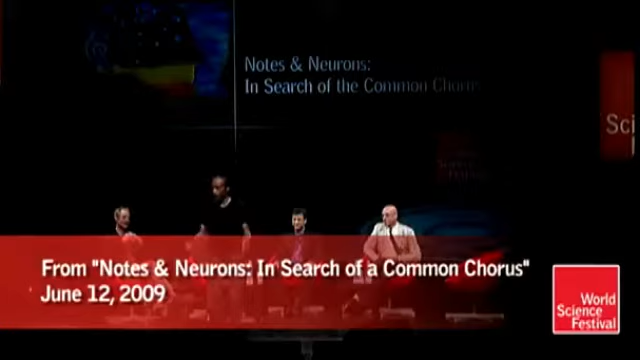 Notes & Neurons:
In Search of the Common Chorus
Sci
From "Notes & Neurons: In Search of a Common Chorus"
June 12, 2009
World
Science
Festival